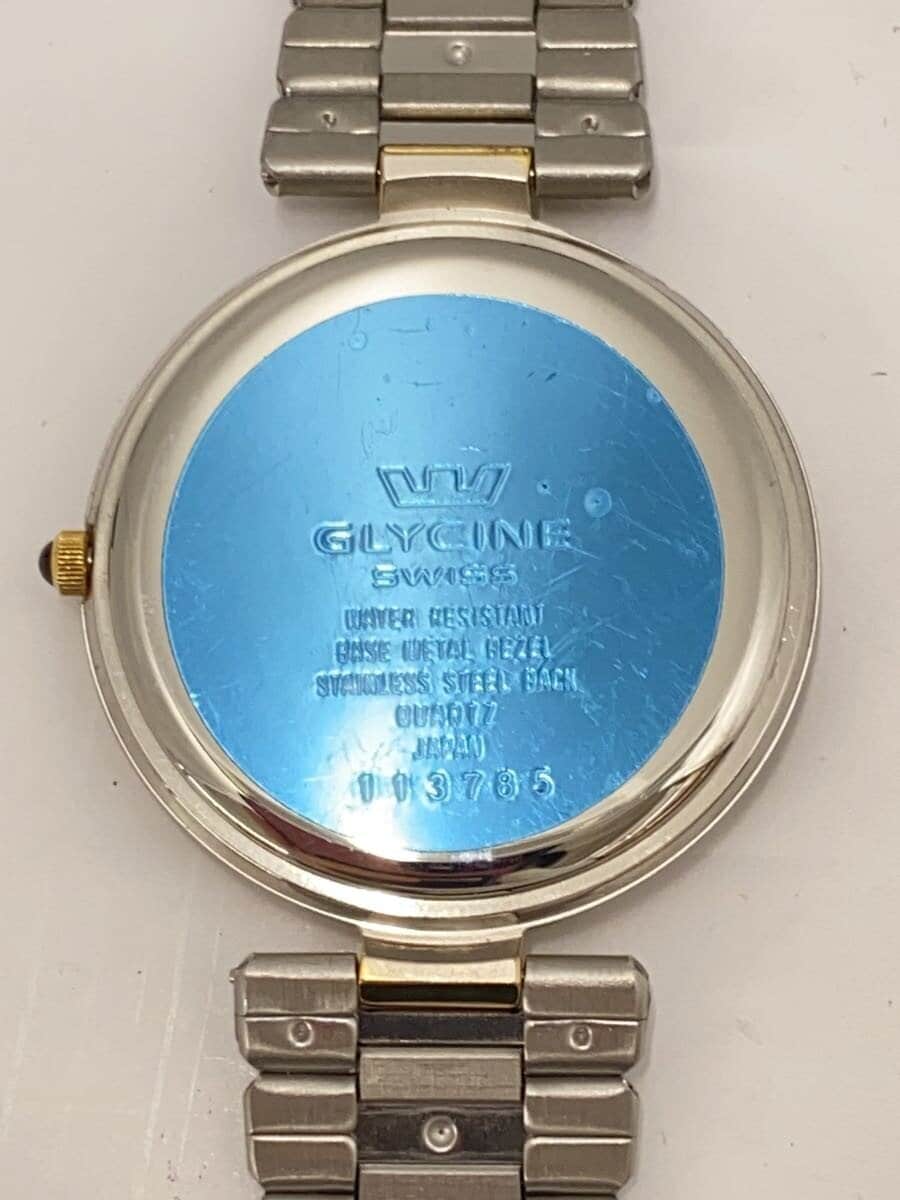 GLYCINE
SWISS
WATER RESISTANT
BASE METAL BEZEL
STAINLESS STEEL BACK
QUARTZ
JAPAN
113785